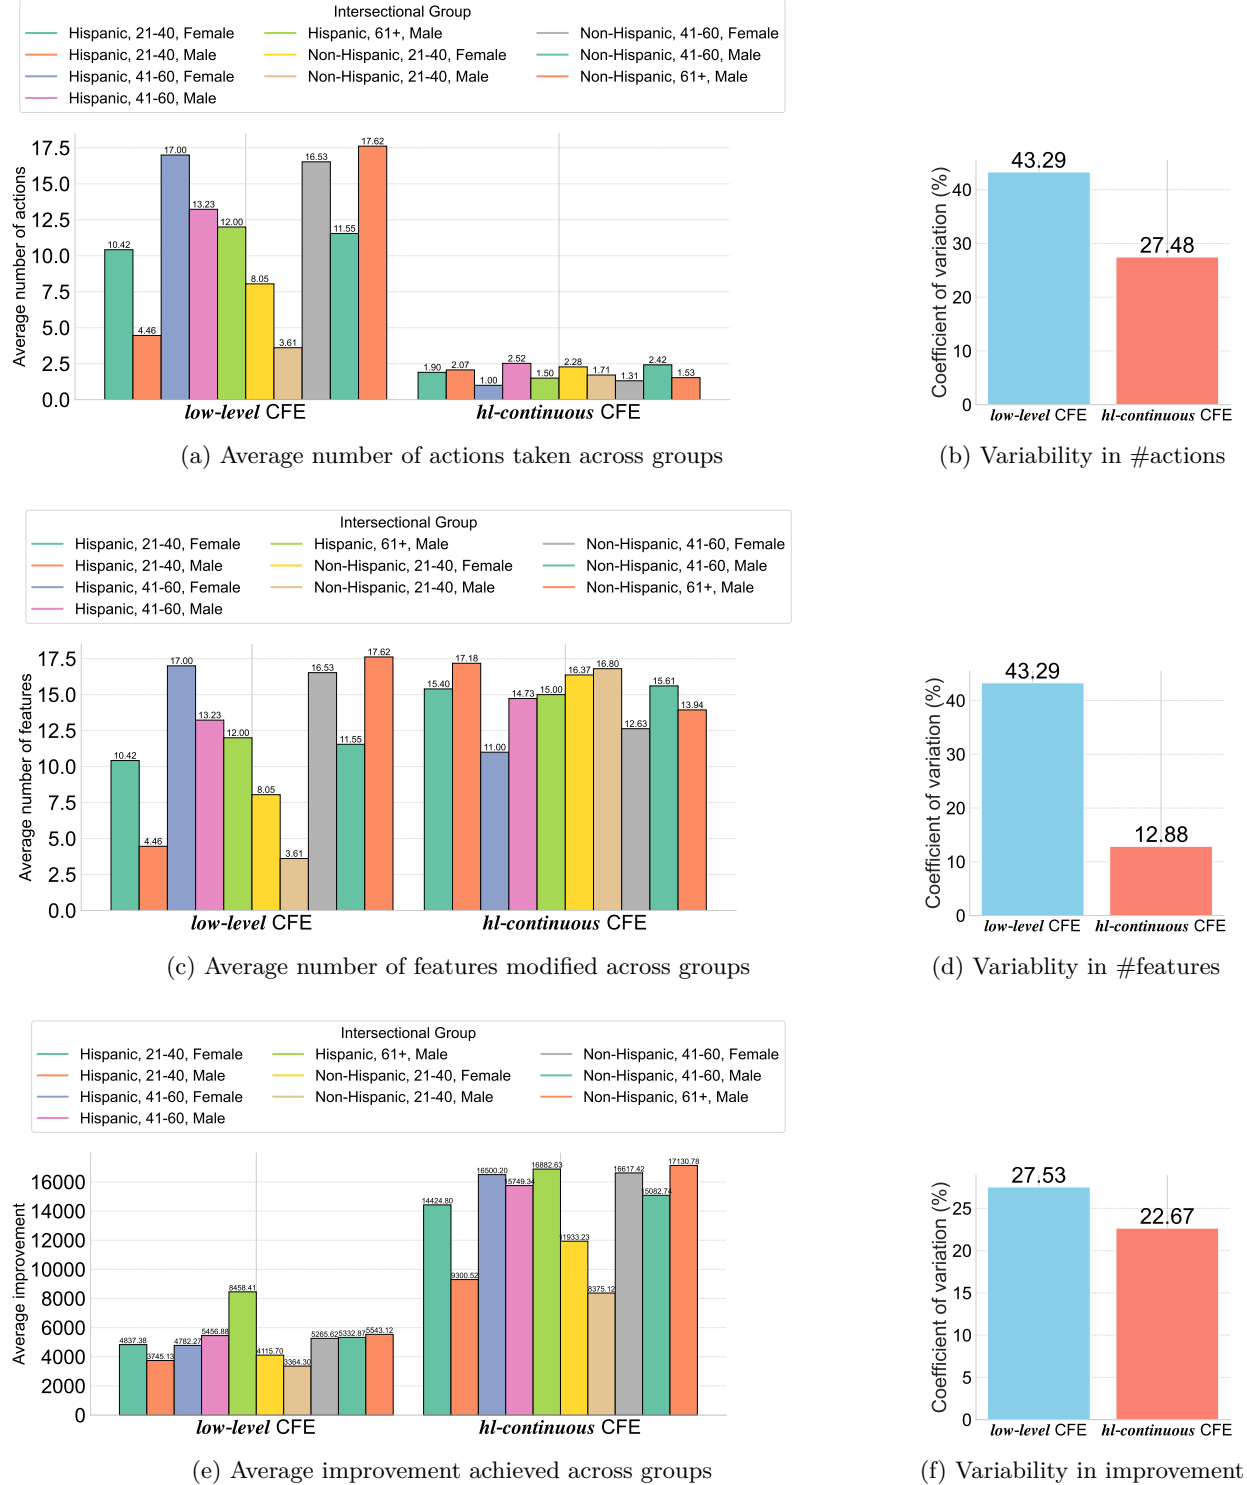 Intersectional Group
Hispanic, 21-40, Female
Hispanic, 21-40, Male
Hispanic, 41-60, Female
Hispanic, 41-60, Male
Hispanic, 61+, Male
Non-Hispanic, 21-40, Female
Non-Hispanic, 21-40, Male
Non-Hispanic, 41-60, Female
Non-Hispanic, 41-60, Male
Non-Hispanic, 61+, Male
Average number of actions
17.5
15.0
12.5
10.0
7.5
5.0
2.5
0.0
10.42
4.46
17.00
13.23
12.00
8.05
3.61
16.53
11.55
17.62
1.90
2.07
1.00
2.52
1.50
2.28
1.71
1.31
2.42
1.53
low-level CFE
hl-continuous CFE
(a) Average number of actions taken across groups
Coefficient of variation (%)
40
30
20
10
0
43.29
27.48
low-level CFE
hl-continuous CFE
(b) Variability in #actions
Intersectional Group
Hispanic, 21-40, Female
Hispanic, 21-40, Male
Hispanic, 41-60, Female
Hispanic, 41-60, Male
Hispanic, 61+, Male
Non-Hispanic, 21-40, Female
Non-Hispanic, 21-40, Male
Non-Hispanic, 41-60, Female
Non-Hispanic, 41-60, Male
Non-Hispanic, 61+, Male
Average number of features
17.5
15.0
12.5
10.0
7.5
5.0
2.5
0.0
10.42
4.46
17.00
13.23
12.00
8.05
3.61
16.53
11.55
17.62
15.40
17.18
11.00
14.73
15.00
16.37
16.80
12.63
15.61
13.94
low-level CFE
hl-continuous CFE
(c) Average number of features modified across groups
Coefficient of variation (%)
40
30
20
10
0
43.29
12.88
low-level CFE
hl-continuous CFE
(d) Variablity in #features
Intersectional Group
Hispanic, 21-40, Female
Hispanic, 21-40, Male
Hispanic, 41-60, Female
Hispanic, 41-60, Male
Hispanic, 61+, Male
Non-Hispanic, 21-40, Female
Non-Hispanic, 21-40, Male
Non-Hispanic, 41-60, Female
Non-Hispanic, 41-60, Male
Non-Hispanic, 61+, Male
Average improvement
16000
14000
12000
10000
8000
6000
4000
2000
0
4837.38
3745.13
4782.27
5456.88
8458.41
4115.70
3364.30
5265.62
5332.87
5543.12
14424.80
9300.52
16500.20
15749.34
16882.63
11933.23
8375.12
16617.42
15082.74
17130.78
low-level CFE
hl-continuous CFE
(e) Average improvement achieved across groups
Coefficient of variation (%)
25
20
15
10
5
0
27.53
22.67
low-level CFE
hl-continuous CFE
(f) Variability in improvement